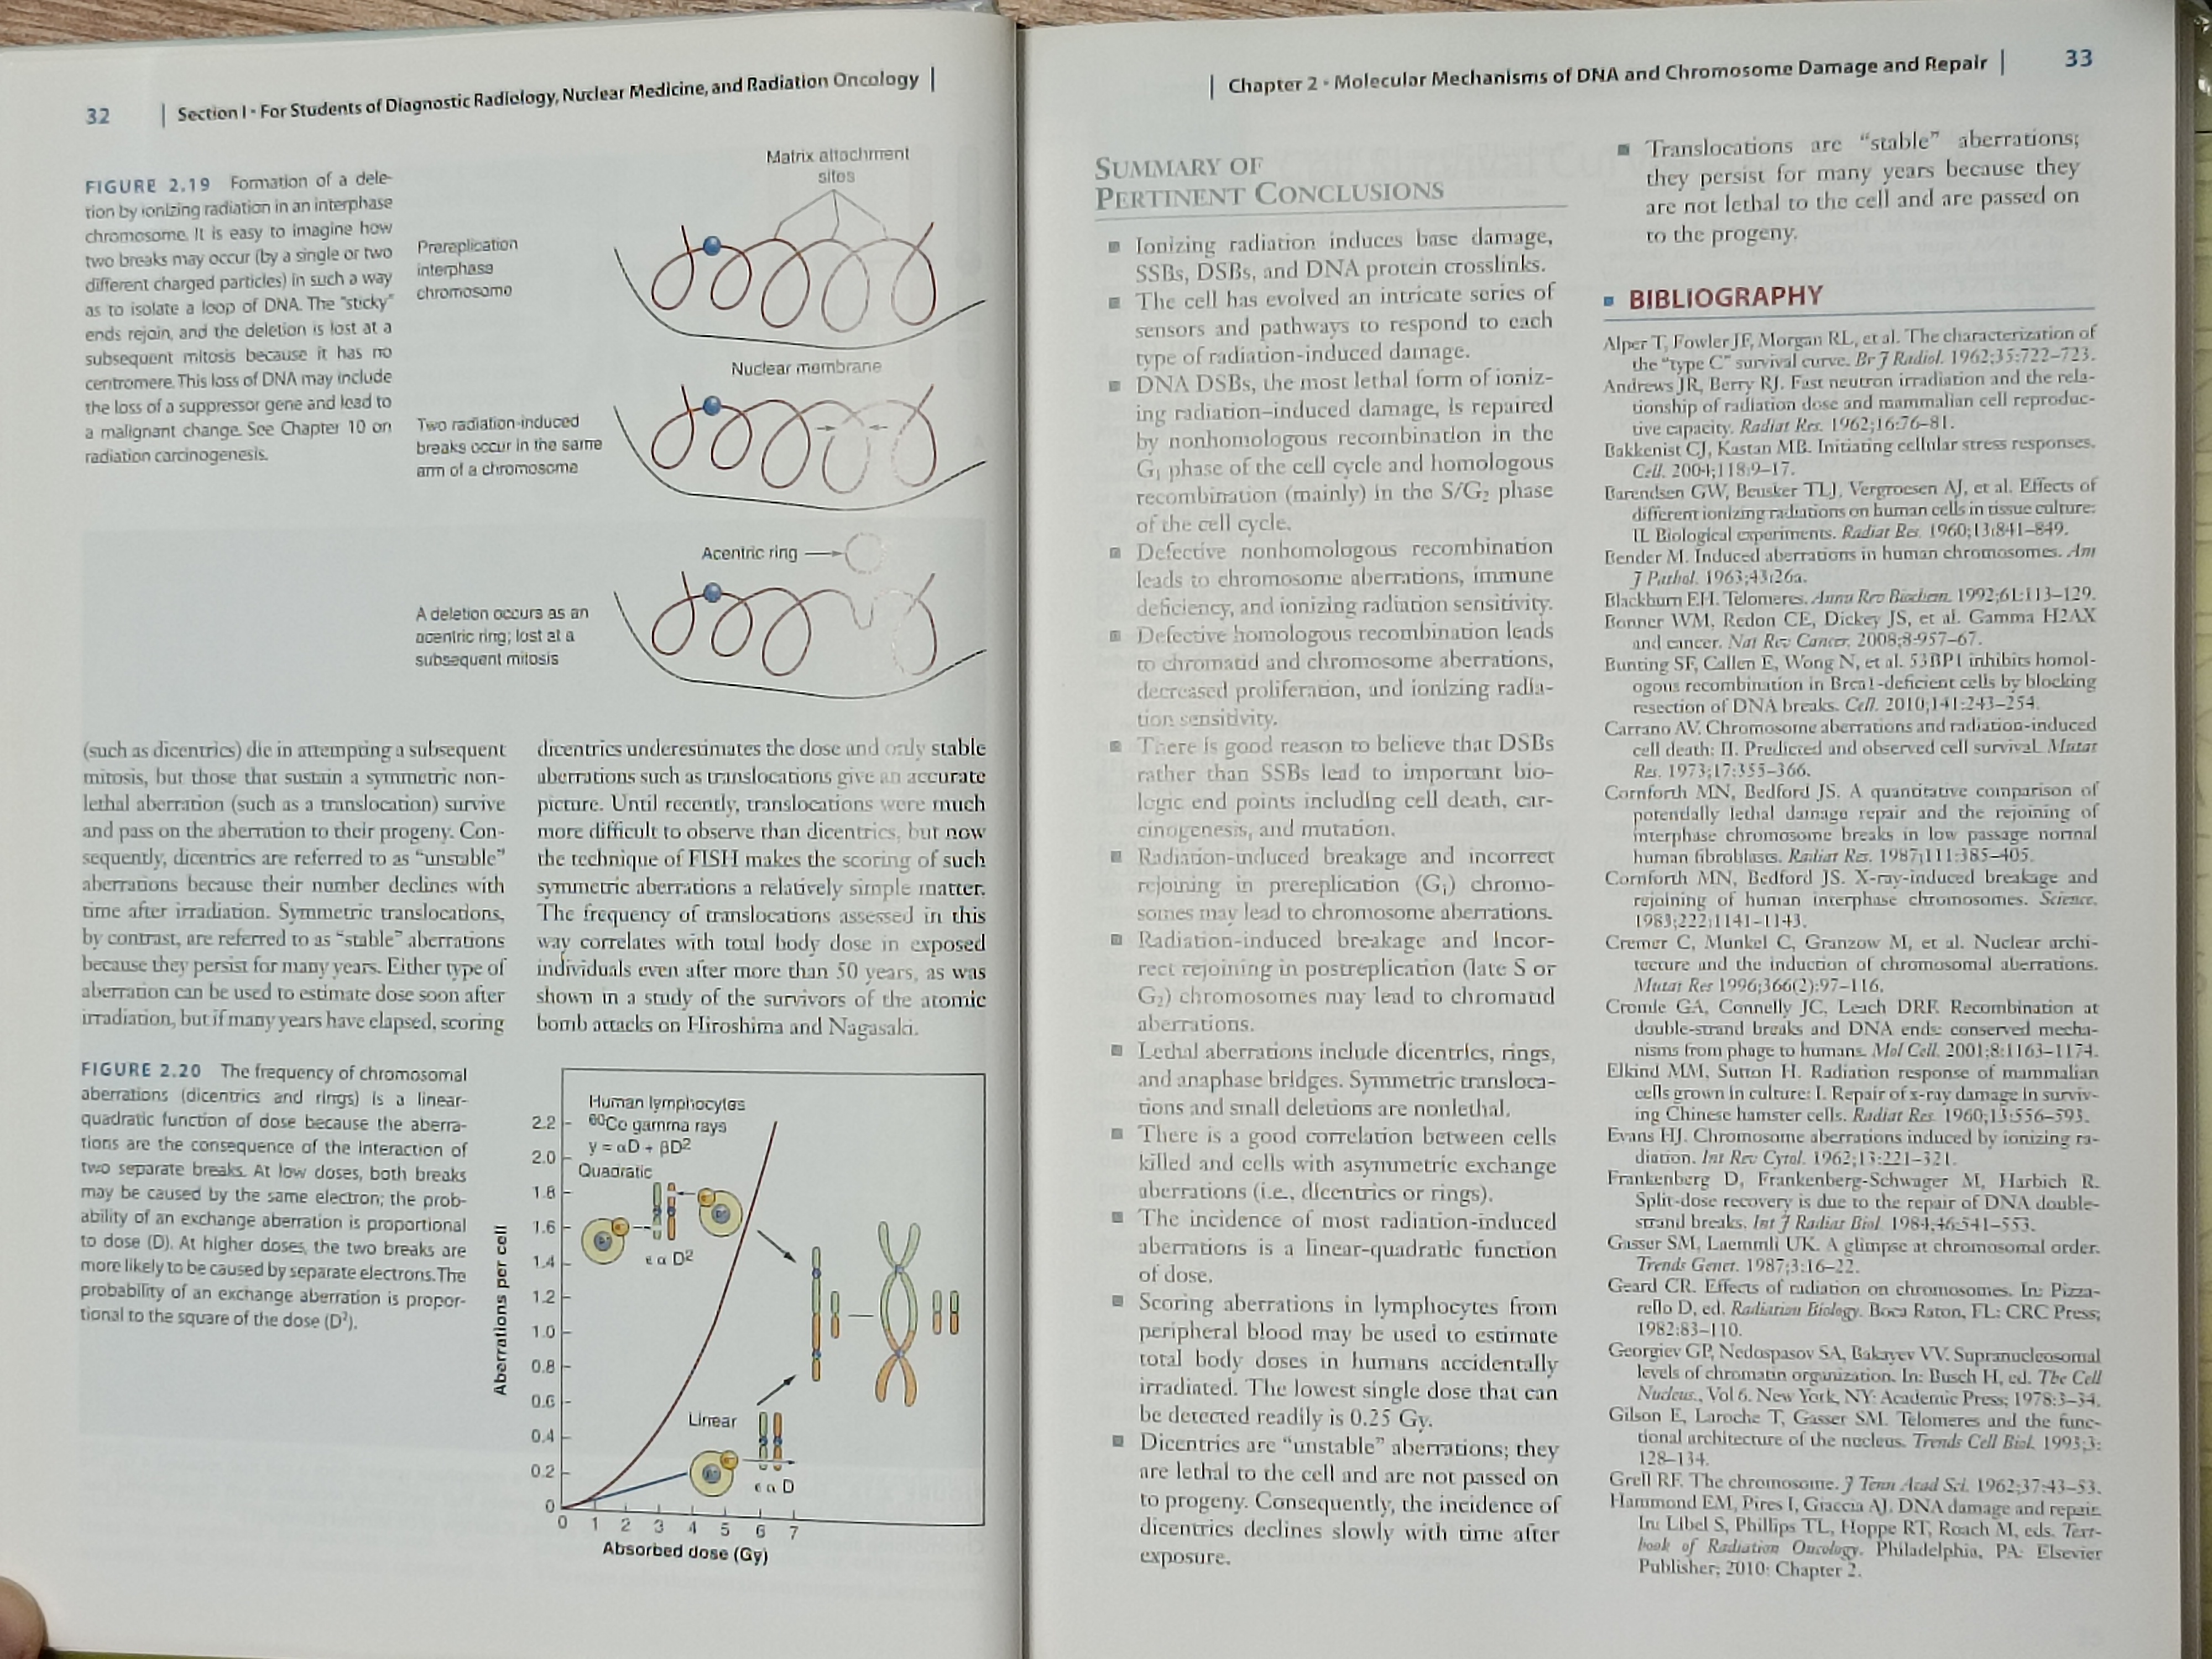 32 | Section I • For Students of Diagnostic Radiology, Nuclear Medicine, and Radiation Oncology |
FIGURE 2.19 Formation of a dele-
tion by ionizing radiation in an interphase
chromosome. It is easy to imagine how
two breaks may occur (by a single or two
different charged particles) in such a way
as to isolate a loop of DNA. The "sticky"
ends rejoin, and the deletion is lost at a
subsequent mitosis because it has no
centromere. This loss of DNA may include
the loss of a suppressor gene and lead to
a malignant change. See Chapter 10 on
radiation carcinogenesis.
Matrix attachment
sites
Prereplication
interphase
chromosome
Nuclear membrane
Two radiation-induced
breaks occur in the same
arm of a chromosome
Acentric ring
A deletion occurs as an
acentric ring; lost at a
subsequent mitosis
(such as dicentrics) die in attempting a subsequent
mitosis, but those that sustain a symmetric non-
lethal aberration (such as a translocation) survive
and pass on the aberration to their progeny. Con-
sequently, dicentrics are referred to as "unstable"
aberrations because their number declines with
time after irradiation. Symmetric translocations,
by contrast, are referred to as "stable" aberrations
because they persist for many years. Either type of
aberration can be used to estimate dose soon after
irradiation, but if many years have elapsed, scoring
dicentrics underestimates the dose and only stable
aberrations such as translocations give an accurate
picture. Until recently, translocations were much
more difficult to observe than dicentrics, but now
the technique of FISH makes the scoring of such
symmetric aberrations a relatively simple matter.
The frequency of translocations assessed in this
way correlates with total body dose in exposed
individuals even after more than 50 years, as was
shown in a study of the survivors of the atomic
bomb attacks on Hiroshima and Nagasaki.
FIGURE 2.20 The frequency of chromosomal
aberrations (dicentrics and rings) is a linear-
quadratic function of dose because the aberra-
tions are the consequence of the interaction of
two separate breaks. At low doses, both breaks
may be caused by the same electron; the prob-
ability of an exchange aberration is proportional
to dose (D). At higher doses, the two breaks are
more likely to be caused by separate electrons. The
probability of an exchange aberration is propor-
tional to the square of the dose (D²).
Human lymphocytes
⁶⁰Co gamma rays
y = αD + βD²
Quadratic
ε α D²
Linear
ε α D
Aberrations per cell
2.2
2.0
1.8
1.6
1.4
1.2
1.0
0.8
0.6
0.4
0.2
0
0 1 2 3 4 5 6 7
Absorbed dose (Gy)
| Chapter 2 • Molecular Mechanisms of DNA and Chromosome Damage and Repair | 33
SUMMARY OF
PERTINENT CONCLUSIONS
■ Ionizing radiation induces base damage,
SSBs, DSBs, and DNA protein crosslinks.
■ The cell has evolved an intricate series of
sensors and pathways to respond to each
type of radiation-induced damage.
■ DNA DSBs, the most lethal form of ioniz-
ing radiation–induced damage, is repaired
by nonhomologous recombination in the
G₁ phase of the cell cycle and homologous
recombination (mainly) in the S/G₂ phase
of the cell cycle.
■ Defective nonhomologous recombination
leads to chromosome aberrations, immune
deficiency, and ionizing radiation sensitivity.
■ Defective homologous recombination leads
to chromatid and chromosome aberrations,
decreased proliferation, and ionizing radia-
tion sensitivity.
■ There is good reason to believe that DSBs
rather than SSBs lead to important bio-
logic end points including cell death, car-
cinogenesis, and mutation.
■ Radiation-induced breakage and incorrect
rejoining in prereplication (G₁) chromo-
somes may lead to chromosome aberrations.
■ Radiation-induced breakage and incor-
rect rejoining in postreplication (late S or
G₂) chromosomes may lead to chromatid
aberrations.
■ Lethal aberrations include dicentrics, rings,
and anaphase bridges. Symmetric transloca-
tions and small deletions are nonlethal.
■ There is a good correlation between cells
killed and cells with asymmetric exchange
aberrations (i.e., dicentrics or rings).
■ The incidence of most radiation-induced
aberrations is a linear-quadratic function
of dose.
■ Scoring aberrations in lymphocytes from
peripheral blood may be used to estimate
total body doses in humans accidentally
irradiated. The lowest single dose that can
be detected readily is 0.25 Gy.
■ Dicentrics are "unstable" aberrations; they
are lethal to the cell and are not passed on
to progeny. Consequently, the incidence of
dicentrics declines slowly with time after
exposure.
■ Translocations are "stable" aberrations;
they persist for many years because they
are not lethal to the cell and are passed on
to the progeny.
■ BIBLIOGRAPHY
Alper T, Fowler JF, Morgan RL, et al. The characterization of
the "type C" survival curve. Br J Radiol. 1962;35:722–723.
Andrews JR, Berry RJ. Fast neutron irradiation and the rela-
tionship of radiation dose and mammalian cell reproduc-
tive capacity. Radiat Res. 1962;16:76–81.
Bakkenist CJ, Kastan MB. Initiating cellular stress responses.
Cell. 2004;118:9–17.
Barendsen GW, Beusker TLJ, Vergroesen AJ, et al. Effects of
different ionizing radiations on human cells in tissue culture:
II. Biological experiments. Radiat Res. 1960;13:841–849.
Bender M. Induced aberrations in human chromosomes. Am
J Pathol. 1963;43:26a.
Blackburn EH. Telomeres. Annu Rev Biochem. 1992;61:113–129.
Bonner WM, Redon CE, Dickey JS, et al. Gamma H2AX
and cancer. Nat Rev Cancer. 2008;8:957–67.
Bunting SF, Callen E, Wong N, et al. 53BP1 inhibits homol-
ogous recombination in Brca1-deficient cells by blocking
resection of DNA breaks. Cell. 2010;141:243–254.
Carrano AV. Chromosome aberrations and radiation-induced
cell death: II. Predicted and observed cell survival. Mutat
Res. 1973;17:355–366.
Cornforth MN, Bedford JS. A quantitative comparison of
potentially lethal damage repair and the rejoining of
interphase chromosome breaks in low passage normal
human fibroblasts. Radiat Res. 1987;111:385–405.
Cornforth MN, Bedford JS. X-ray-induced breakage and
rejoining of human interphase chromosomes. Science.
1983;222:1141–1143.
Cremer C, Munkel C, Granzow M, et al. Nuclear archi-
tecture and the induction of chromosomal aberrations.
Mutat Res 1996;366(2):97–116.
Cromie GA, Connelly JC, Leach DRF. Recombination at
double-strand breaks and DNA ends: conserved mecha-
nisms from phage to humans. Mol Cell. 2001;8:1163–1174.
Elkind MM, Sutton H. Radiation response of mammalian
cells grown in culture: I. Repair of x-ray damage in surviv-
ing Chinese hamster cells. Radiat Res. 1960;13:556–593.
Evans HJ. Chromosome aberrations induced by ionizing ra-
diation. Int Rev Cytol. 1962;13:221–321.
Frankenberg D, Frankenberg-Schwager M, Harbich R.
Split-dose recovery is due to the repair of DNA double-
strand breaks. Int J Radiat Biol. 1984;46:541–553.
Gasser SM, Laemmli UK. A glimpse at chromosomal order.
Trends Genet. 1987;3:16–22.
Geard CR. Effects of radiation on chromosomes. In: Pizza-
rello D, ed. Radiation Biology. Boca Raton, FL: CRC Press;
1982:83–110.
Georgiev GP, Nedospasov SA, Bakayev VV. Supranucleosomal
levels of chromatin organization. In: Busch H, ed. The Cell
Nucleus., Vol 6. New York, NY: Academic Press; 1978:3–34.
Gilson E, Laroche T, Gasser SM. Telomeres and the func-
tional architecture of the nucleus. Trends Cell Biol. 1993;3:
128–134.
Grell RF. The chromosome. J Tenn Acad Sci. 1962;37:43–53.
Hammond EM, Pires I, Giaccia AJ. DNA damage and repair.
In: Libel S, Phillips TL, Hoppe RT, Roach M, eds. Text-
book of Radiation Oncology. Philadelphia, PA: Elsevier
Publisher; 2010: Chapter 2.